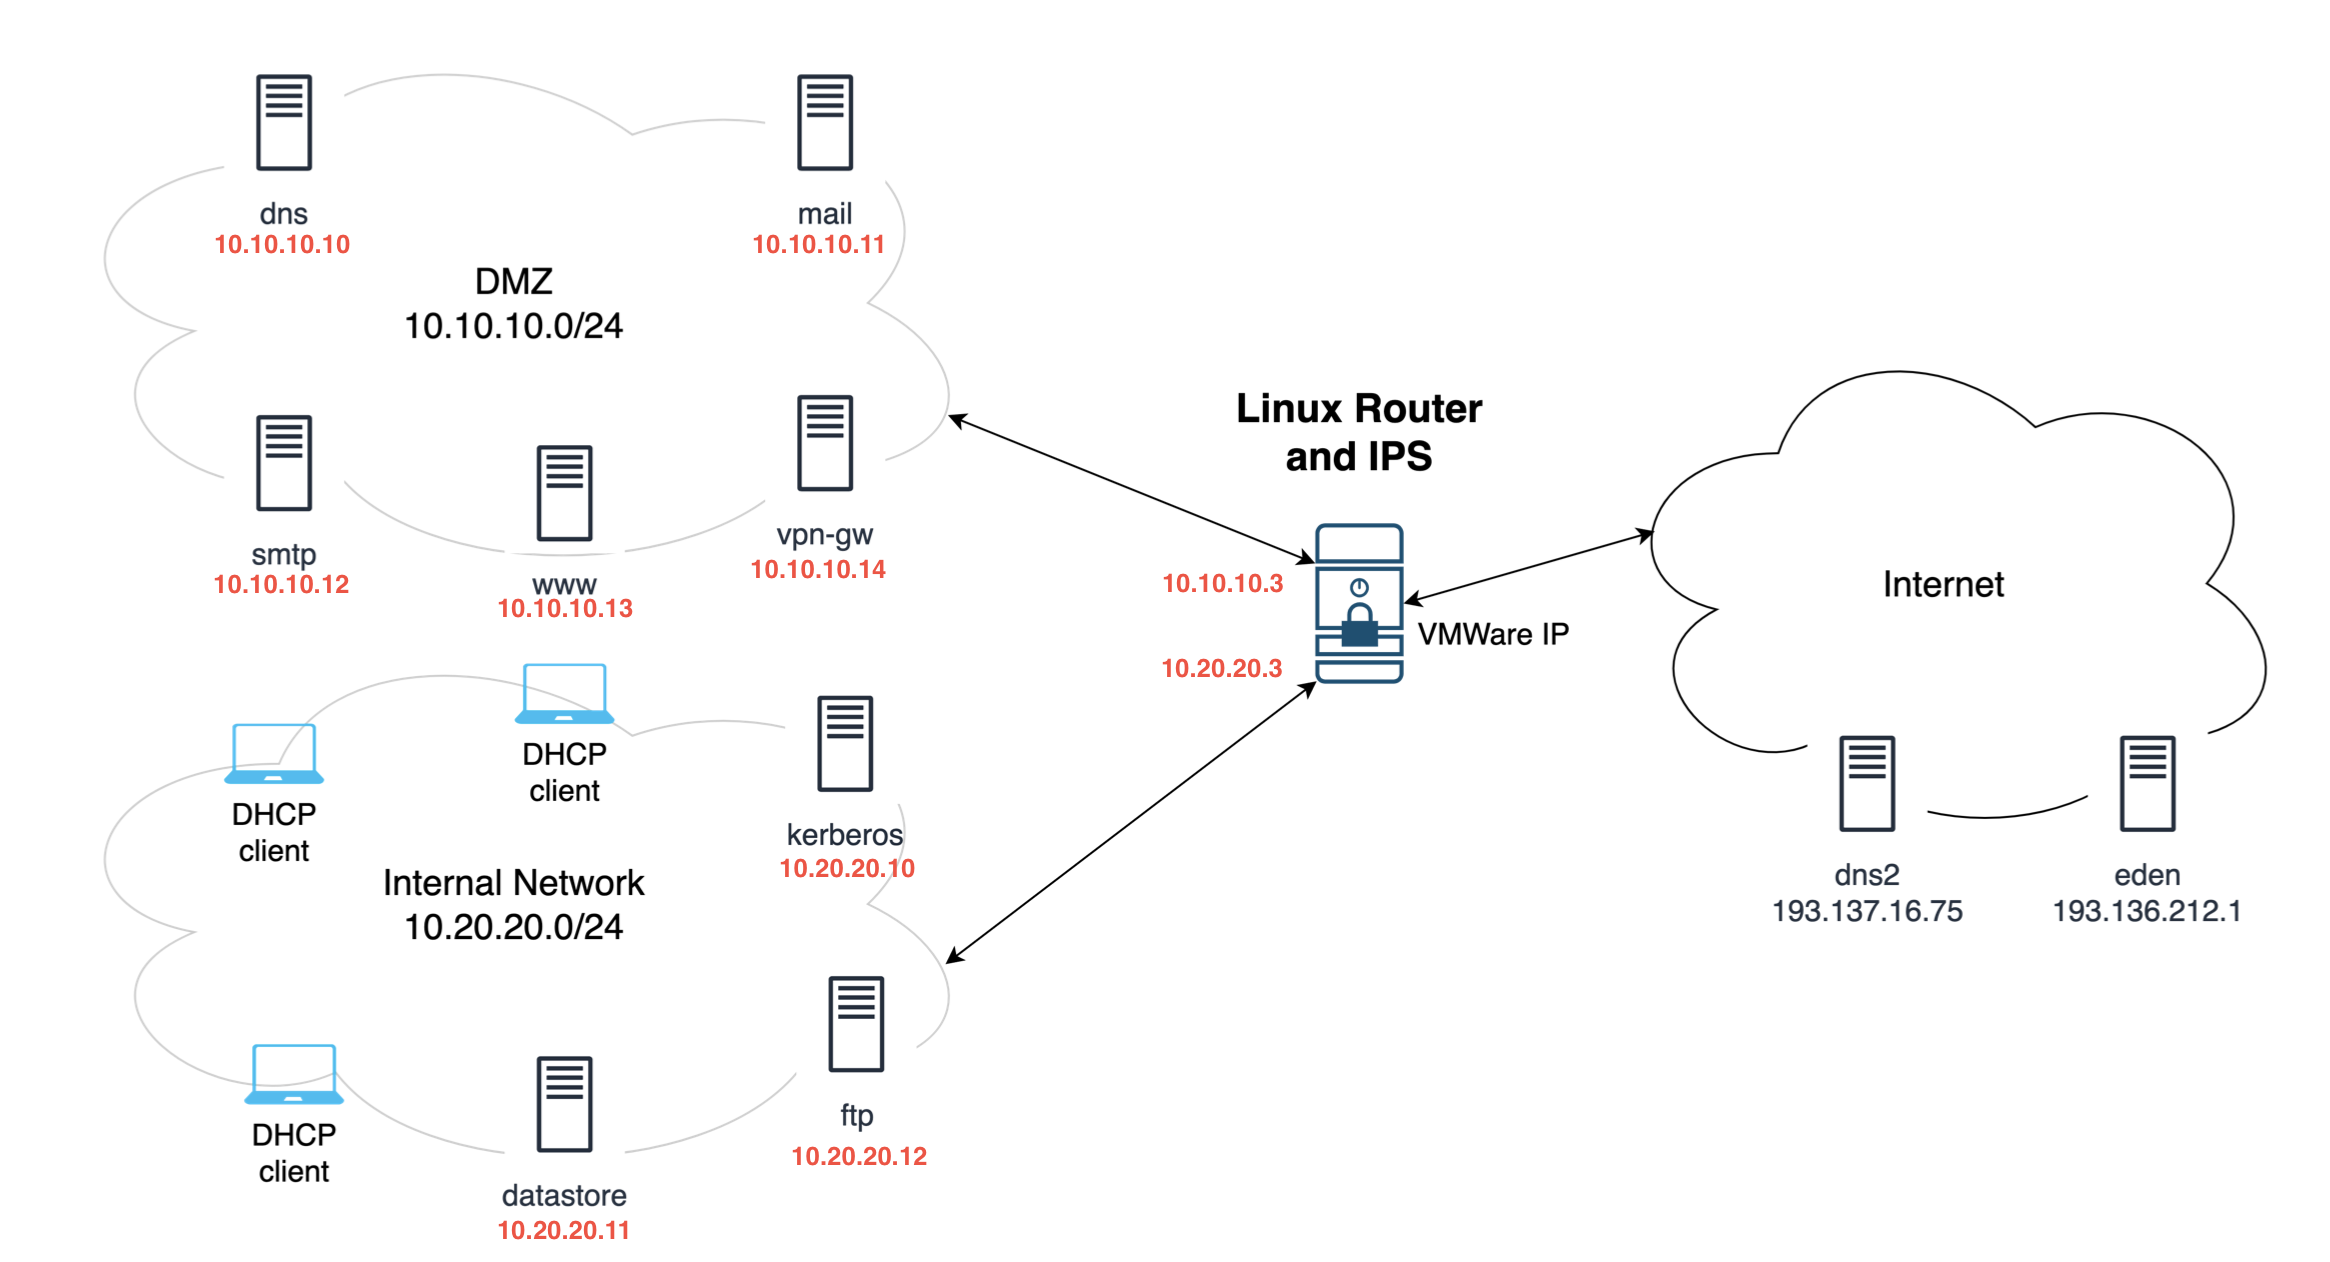 dns
10.10.10.10
mail
10.10.10.11
DMZ
10.10.10.0/24
smtp
10.10.10.12
www
10.10.10.13
vpn-gw
10.10.10.14
Linux Router
and IPS
10.10.10.3
10.20.20.3
VMWare IP
Internet
dns2
193.137.16.75
eden
193.136.212.1
DHCP
client
DHCP
client
kerberos
10.20.20.10
Internal Network
10.20.20.0/24
DHCP
client
datastore
10.20.20.11
ftp
10.20.20.12